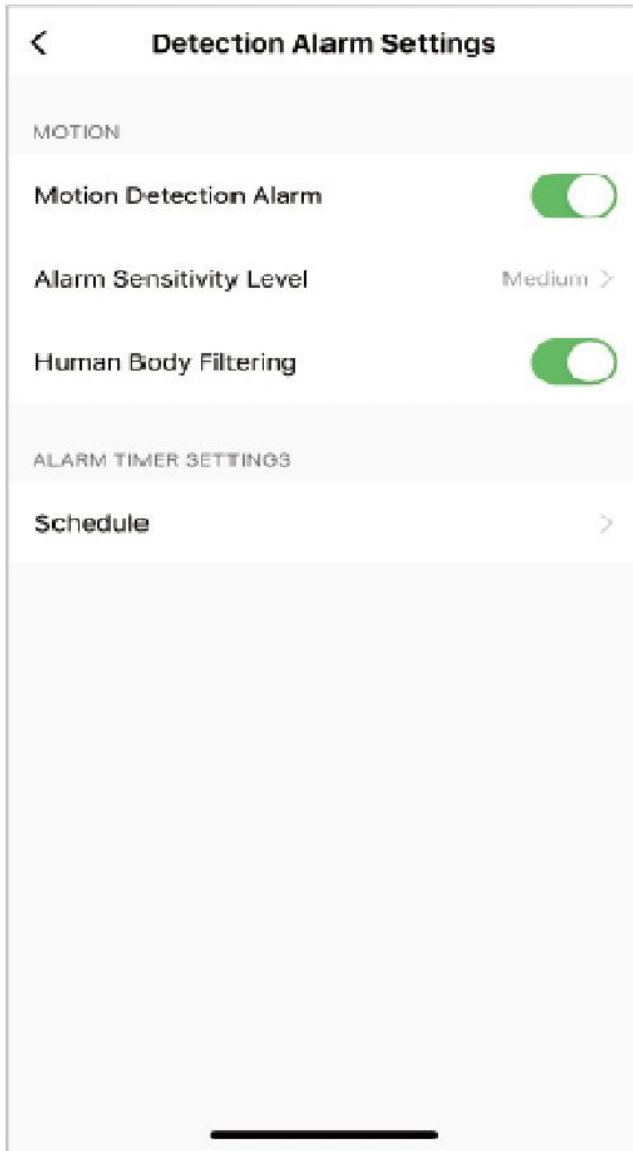 Detection Alarm Settings
MOTION
Motion Detection Alarm
Alarm Sensitivity Level Medium
Human Body Filtering
ALARM TIMER SETTINGS
Schedule